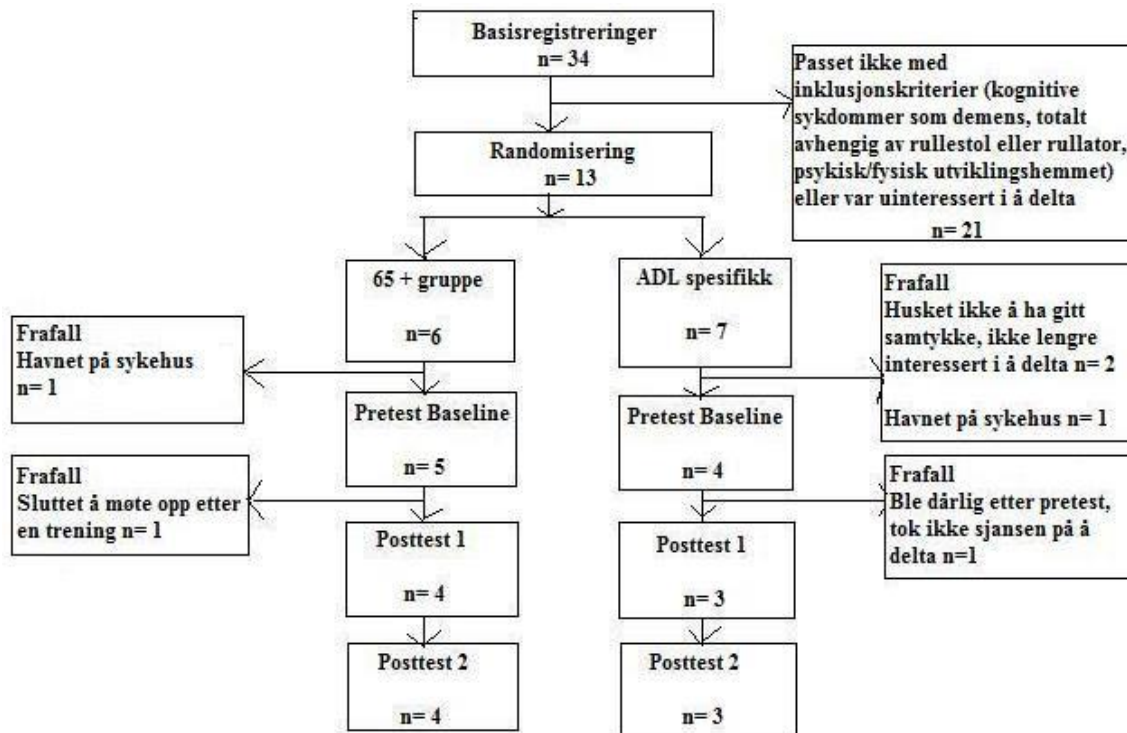 Basisregistreringer
n= 34
Passet ikke med
inklusjonskriterier (kognitive
sykdommer som demens, totalt
avhengig av rullestol eller rullator,
psykisk/fysisk utviklingshemmet)
eller var uinteressert i å delta
n= 21
Randomisering
n= 13
65 + gruppe
n=6
ADL spesifikk
n= 7
Frafall
Havnet på sykehus
n= 1
Frafall
Husket ikke å ha gitt
samtykke, ikke lengre
interessert i å delta n= 2
Havnet på sykehus n= 1
Pretest Baseline
n= 5
Pretest Baseline
n= 4
Frafall
Sluttet å møte opp etter
en trening n= 1
Frafall
Ble dårlig etter pretest,
tok ikke sjansen på å
delta n=1
Posttest 1
n= 4
Posttest 1
n= 3
Posttest 2
n= 4
Posttest 2
n= 3